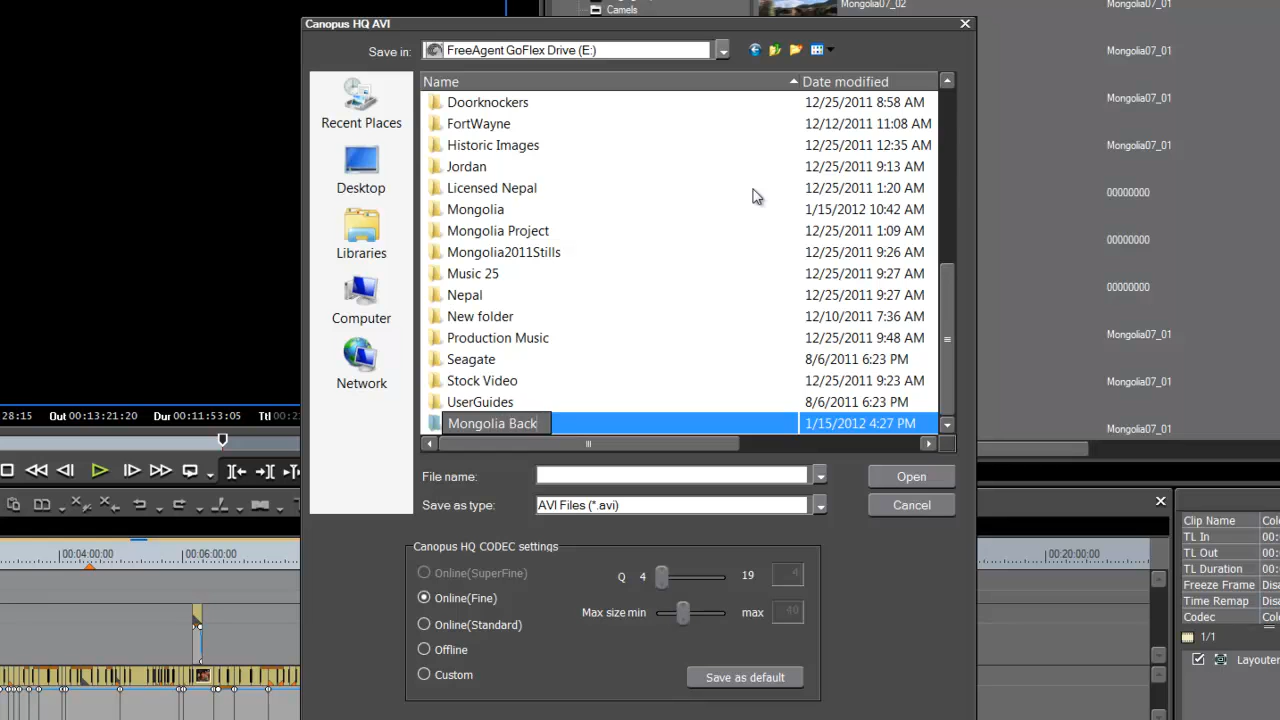 Camels
Mongolia07_02
Mongolia07_01
Canopus HQ AVI
Save in:
FreeAgent GoFlex Drive (E:)
Name
Date modified
Recent Places
Desktop
Libraries
Computer
Network
Doorknockers 12/25/2011 8:58 AM
FortWayne 12/12/2011 11:08 AM
Historic Images 12/25/2011 12:35 AM
Jordan 12/25/2011 9:13 AM
Licensed Nepal 12/25/2011 1:20 AM
Mongolia 1/15/2012 10:42 AM
Mongolia Project 12/25/2011 1:09 AM
Mongolia2011Stills 12/25/2011 9:26 AM
Music 25 12/25/2011 9:27 AM
Nepal 12/25/2011 9:27 AM
New folder 12/10/2011 7:36 AM
Production Music 12/25/2011 9:48 AM
Seagate 8/6/2011 6:23 PM
Stock Video 12/25/2011 9:23 AM
UserGuides 8/6/2011 6:23 PM
Mongolia Back 1/15/2012 4:27 PM
Mongolia07_01
Mongolia07_01
Mongolia07_01
00000000
00000000
00000000
Mongolia07_01
Mongolia07_01
Mongolia07_01
28:15 Out 00:13:21:20 Dur 00:11:53:05 Ttl
File name:
Open
Save as type:
AVI Files (*.avi)
Cancel
Canopus HQ CODEC settings
Online(SuperFine)
Online(Fine)
Online(Standard)
Offline
Custom
Q 4 19 4
Max size min max 40
Save as default
00:04:00:00
00:06:00:00
00:20:00:00
Clip Name
TL In
TL Out
TL Duration
Freeze Frame
Time Remap
Codec
1/1
Layouter